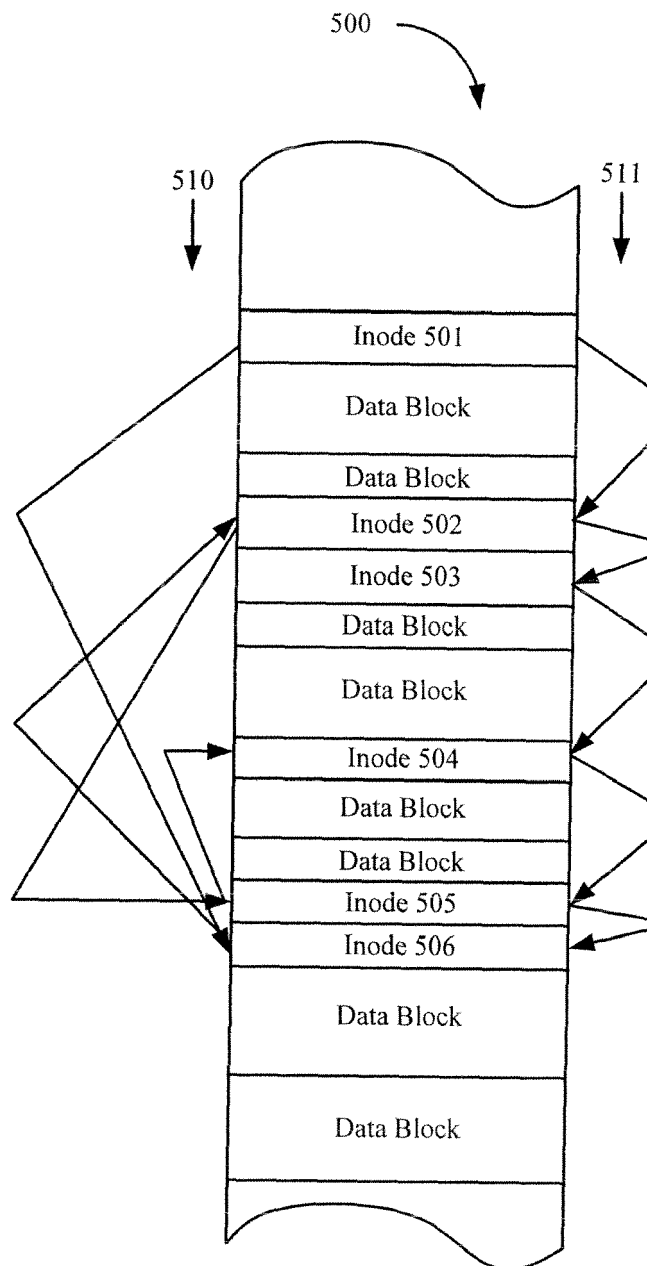 500
510
511
Inode 501
Data Block
Data Block
Inode 502
Inode 503
Data Block
Data Block
Inode 504
Data Block
Data Block
Inode 505
Inode 506
Data Block
Data Block